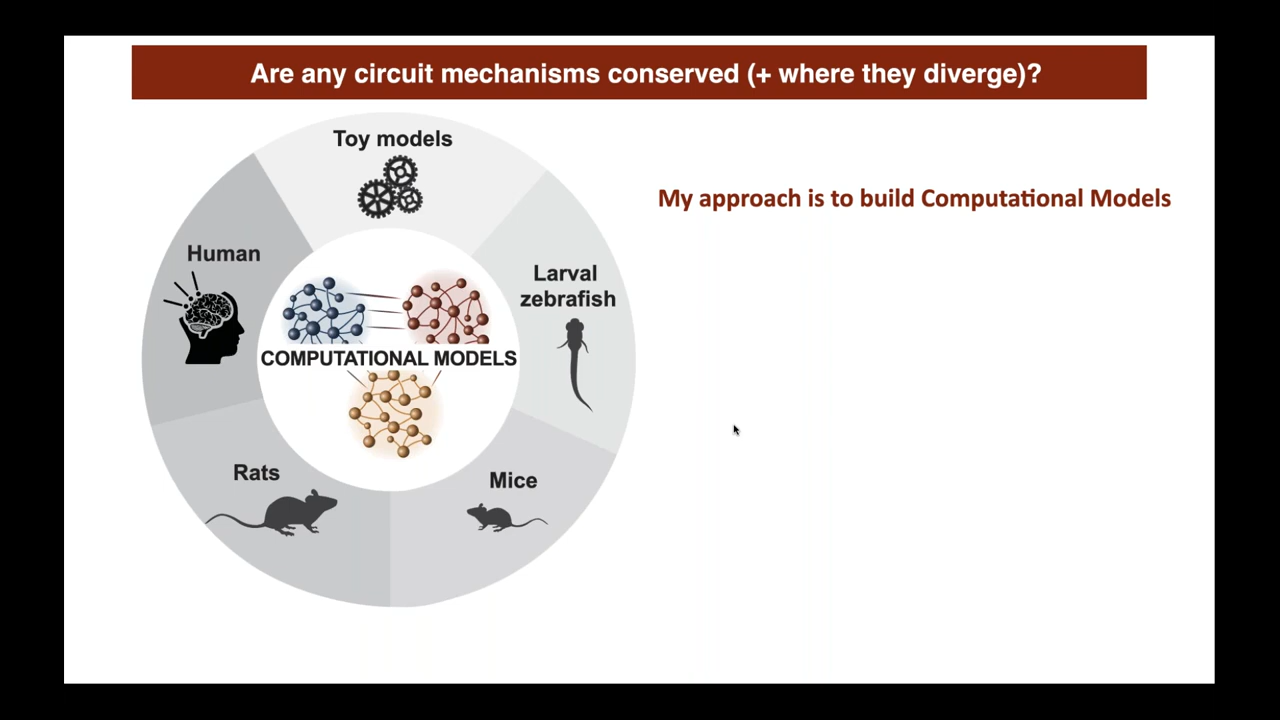 Are any circuit mechanisms conserved (+ where they diverge)?
Toy models
My approach is to build Computational Models
Human
Larval
zebrafish
COMPUTATIONAL MODELS
Rats
Mice